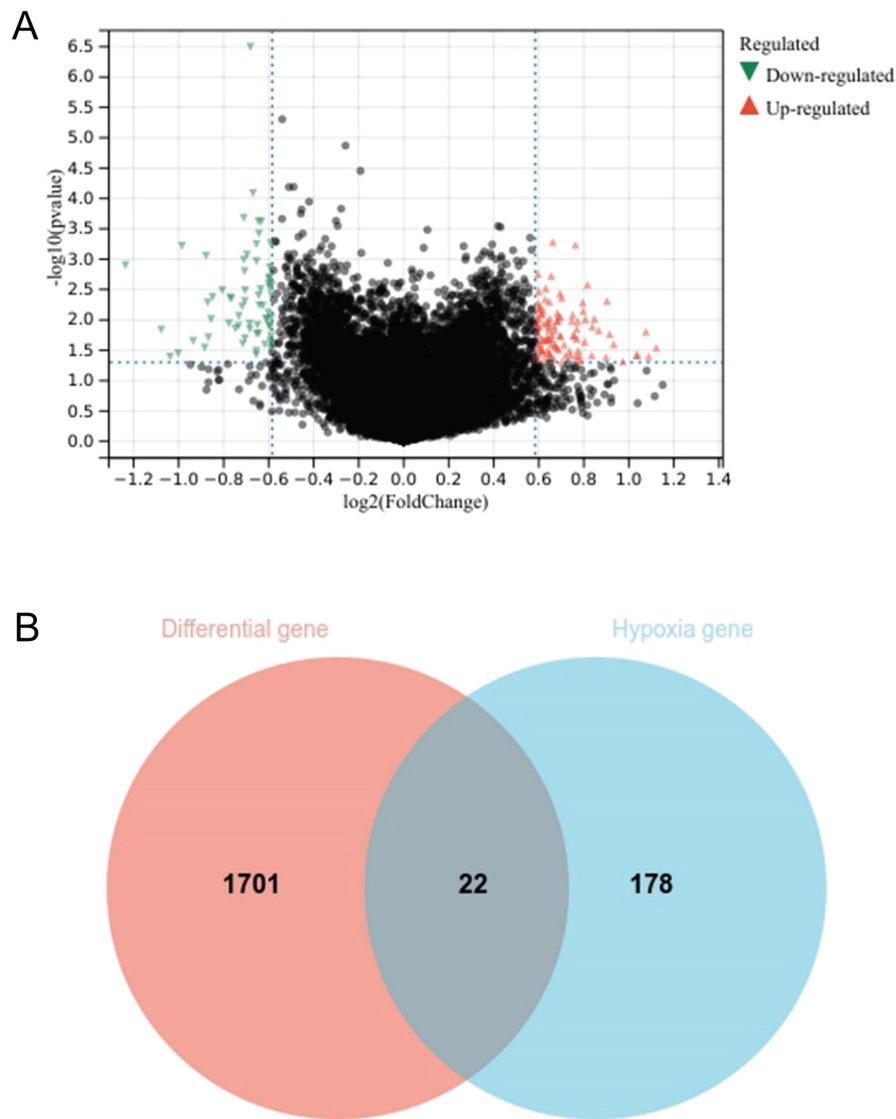 A
Regulated
Down-regulated
Up-regulated
6.5
6.0
5.5
5.0
4.5
4.0
3.5
3.0
2.5
2.0
1.5
1.0
0.5
0.0
-log10(pvalue)
−1.2 −1.0 −0.8 −0.6 −0.4 −0.2 0.0 0.2 0.4 0.6 0.8 1.0 1.2 1.4
log2(FoldChange)
B
Differential gene Hypoxia gene
1701 22 178